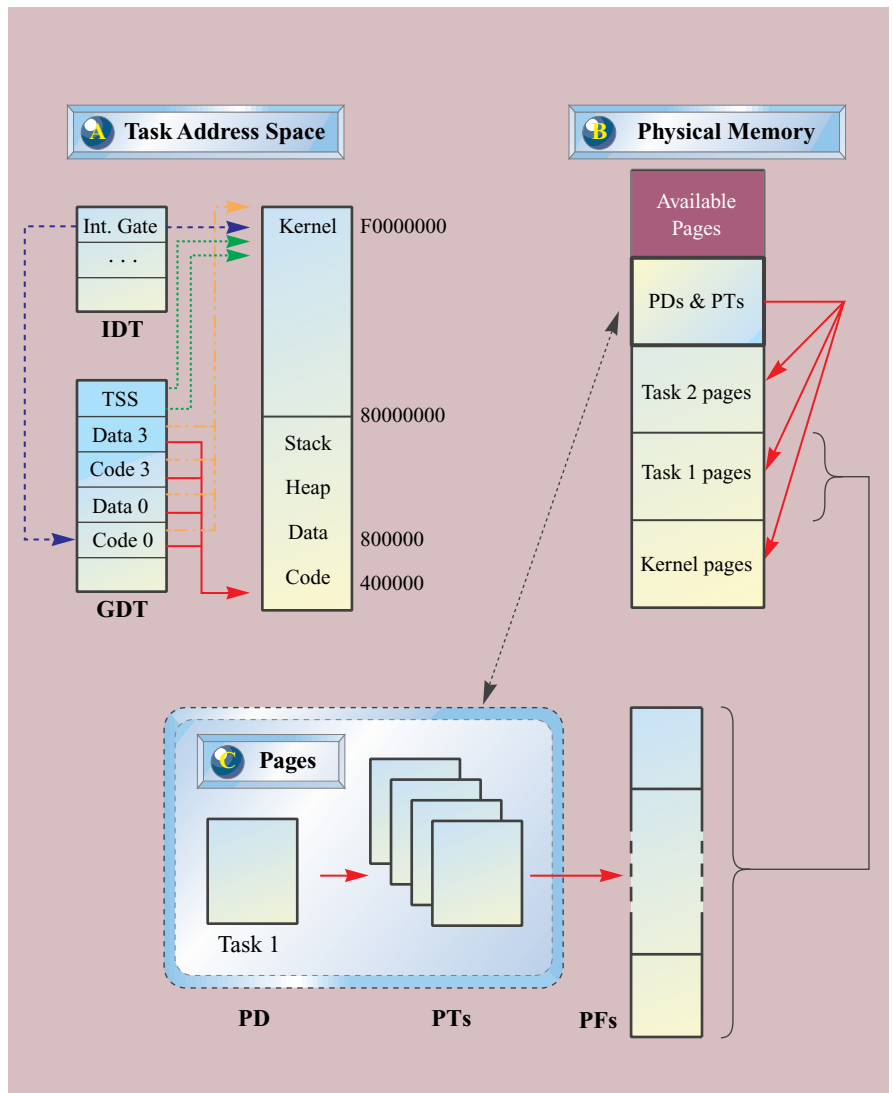 A Task Address Space
Int. Gate
. . .
IDT
TSS
Data 3
Code 3
Data 0
Code 0
GDT
Kernel
F0000000
80000000
Stack
Heap
Data
800000
Code
400000
B Physical Memory
Available
Pages
PDs & PTs
Task 2 pages
Task 1 pages
Kernel pages
C Pages
Task 1
PD
PTs
PFs